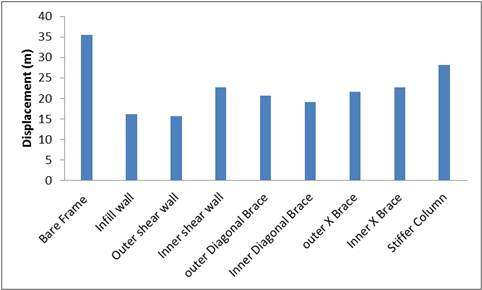 40
35
30
25
20
15
10
5
0
Displacement (m)
Bare Frame
Infill wall
Outer shear wall
Inner shear wall
outer Diagonal Brace
Inner Diagonal Brace
outer X Brace
Inner X Brace
Stiffer Column